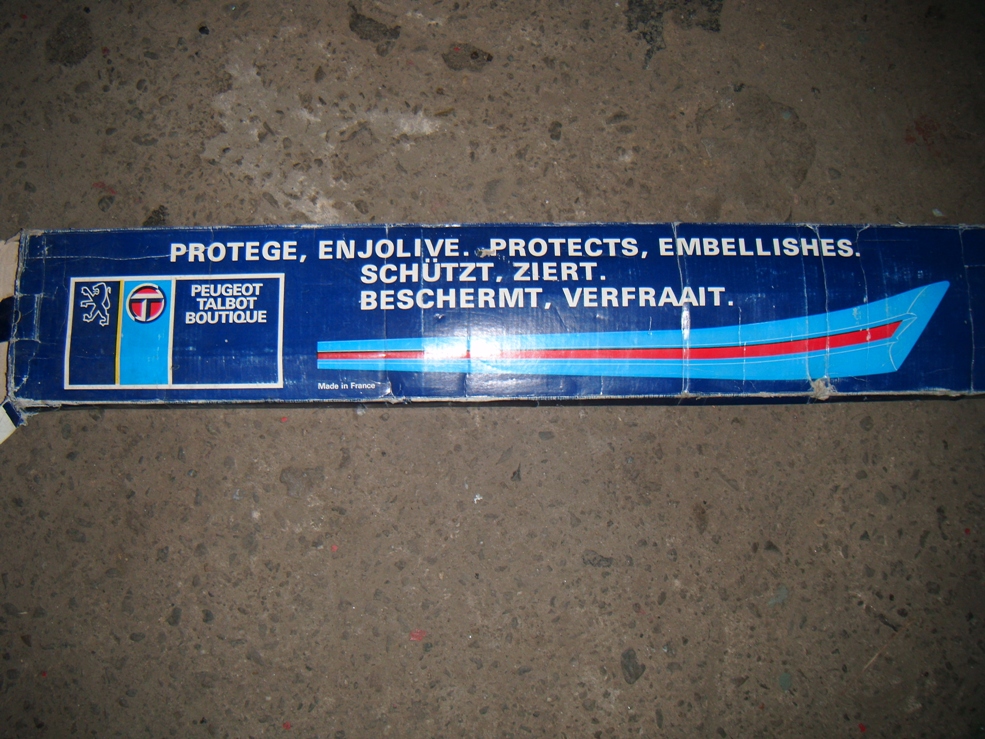 PROTEGE, ENJOLIVE. PROTECTS, EMBELLISHES.
SCHÜTZT, ZIERT.
BESCHERMT, VERFRAAIT.
PEUGEOT
TALBOT
BOUTIQUE
T
Made in France